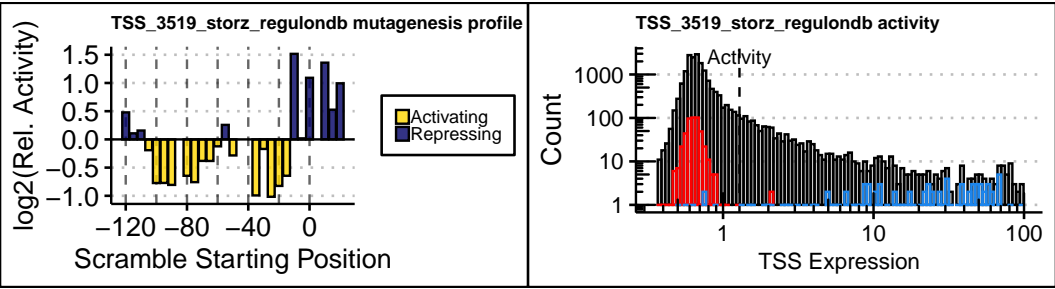 TSS_3519_storz_regulondb mutagenesis profile
log2(Rel. Activity)
1.5
1.0
0.5
0.0
−0.5
−1.0
−120 −80 −40 0
Scramble Starting Position
Activating
Repressing
TSS_3519_storz_regulondb activity
Activity
Count
1000
100
10
1
1 10 100
TSS Expression